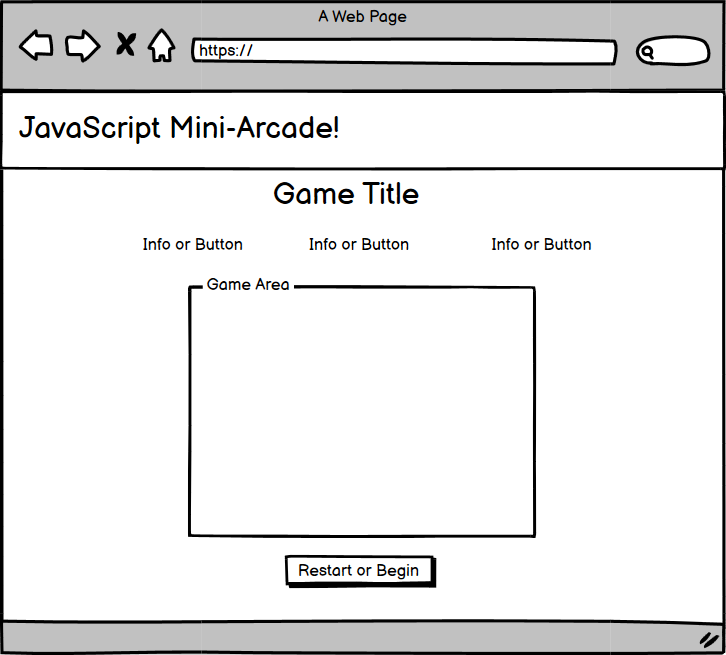 A Web Page
https://
JavaScript Mini-Arcade!
Game Title
Info or Button Info or Button Info or Button
Game Area
Restart or Begin